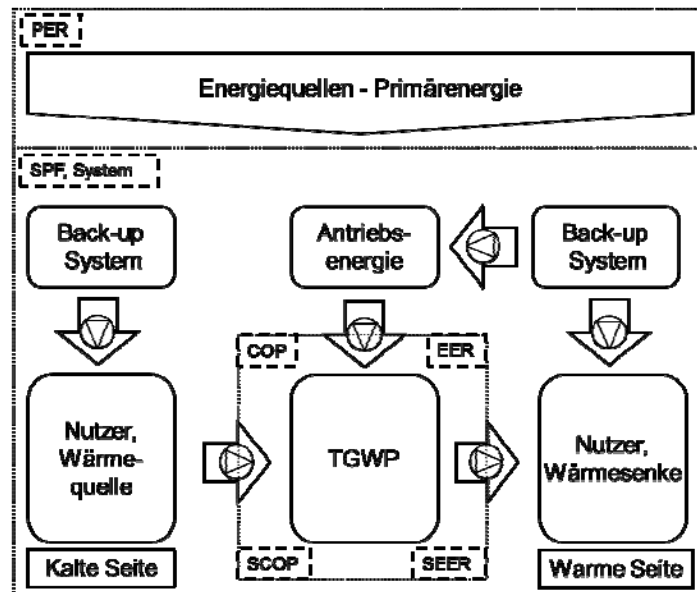 PER
Energiequellen - Primärenergie
SPF, System
Back-up
System
Antriebs-
energie
Back-up
System
COP
EER
Nutzer,
Wärme-
quelle
TGWP
Nutzer,
Wärmesenke
SCOP
SEER
Kalte Seite
Warme Seite